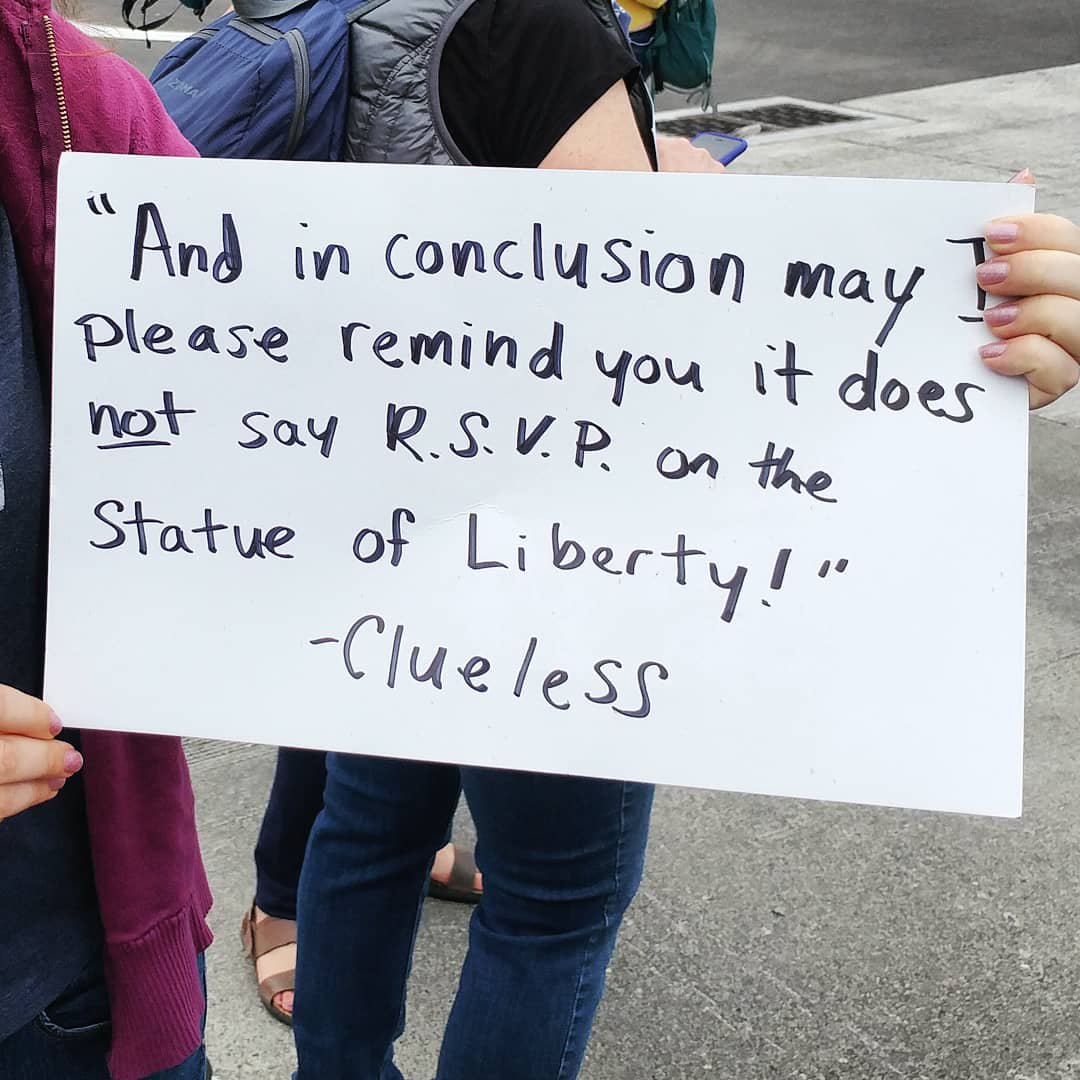 "And in conclusion may I
please remind you it does
not say R.S.V.P. on the
Statue of Liberty!"
-Clueless